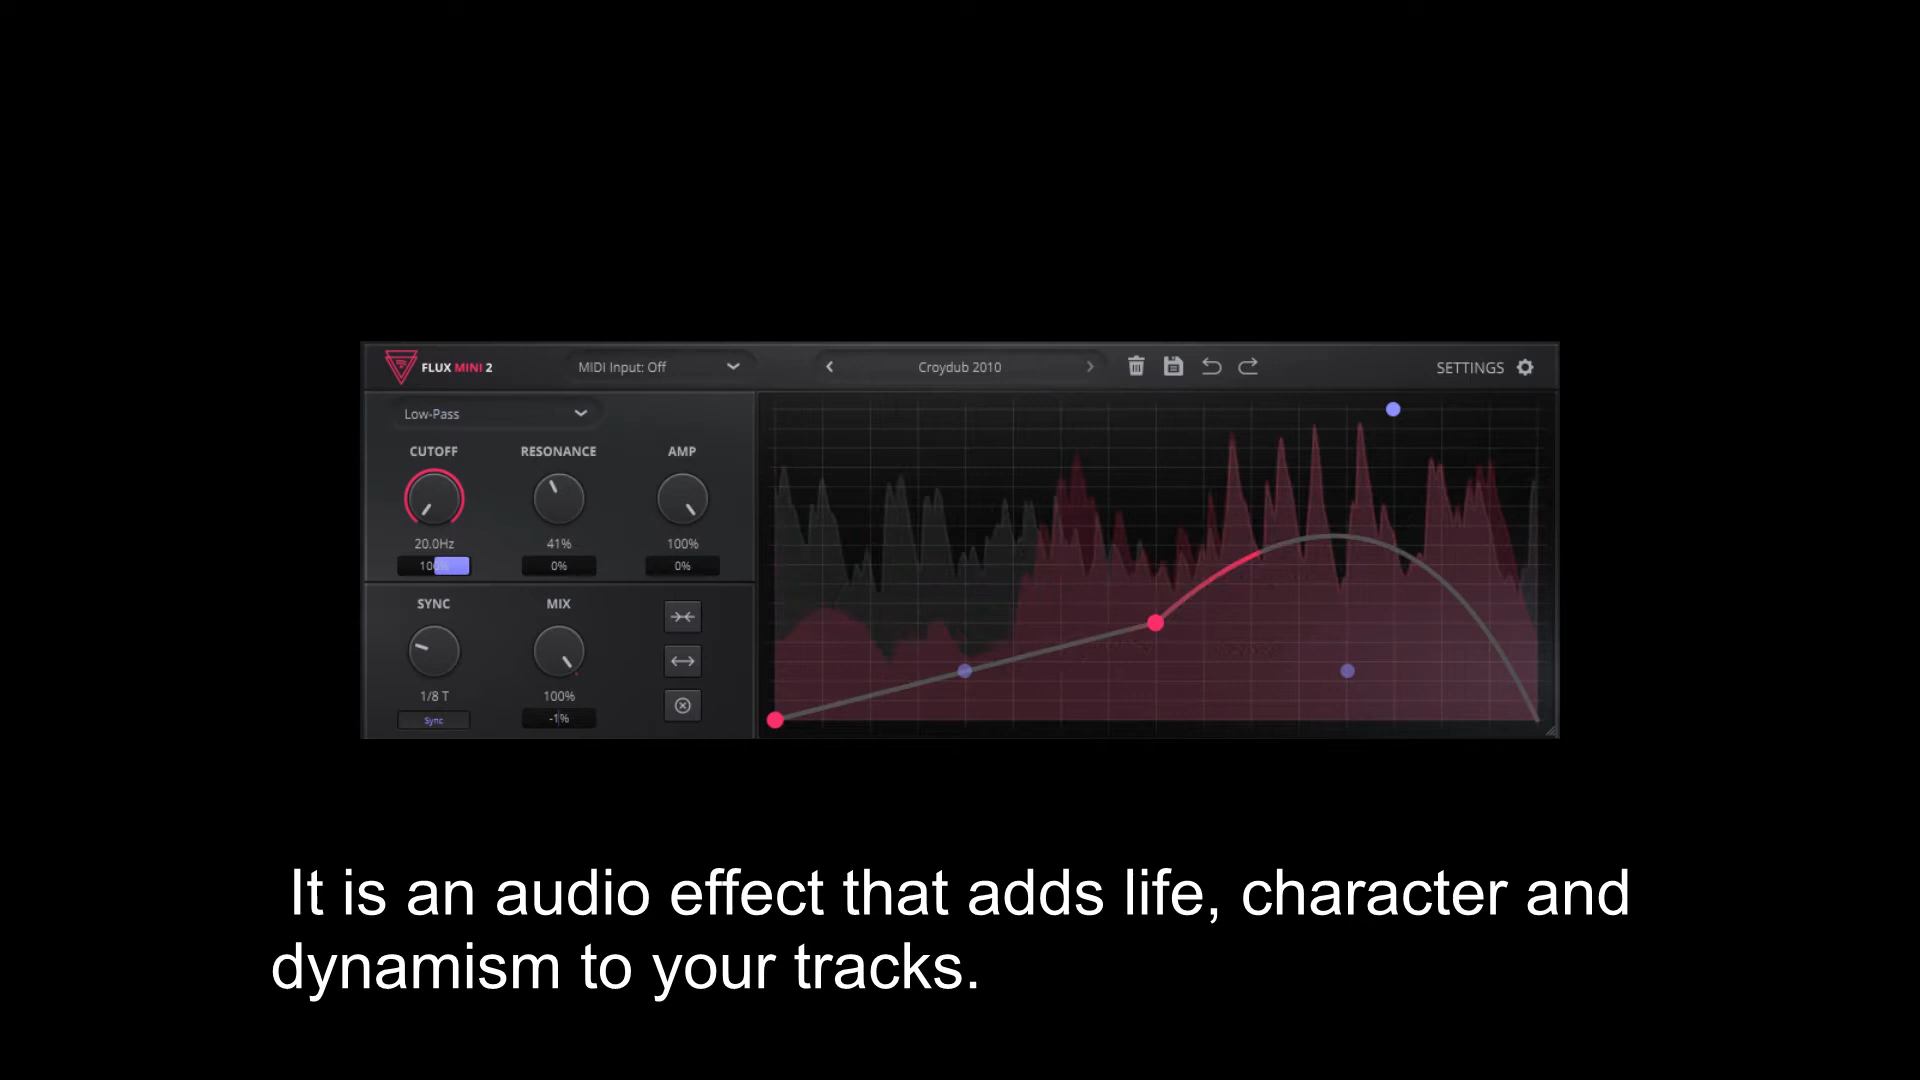 FLUX MINI 2
MIDI Input: Off
Croydub 2010
SETTINGS
Low-Pass
CUTOFF RESONANCE AMP
20.0Hz 41% 100%
100% 0% 0%
SYNC MIX
1/8 T 100%
Sync -1%
It is an audio effect that adds life, character and
dynamism to your tracks.